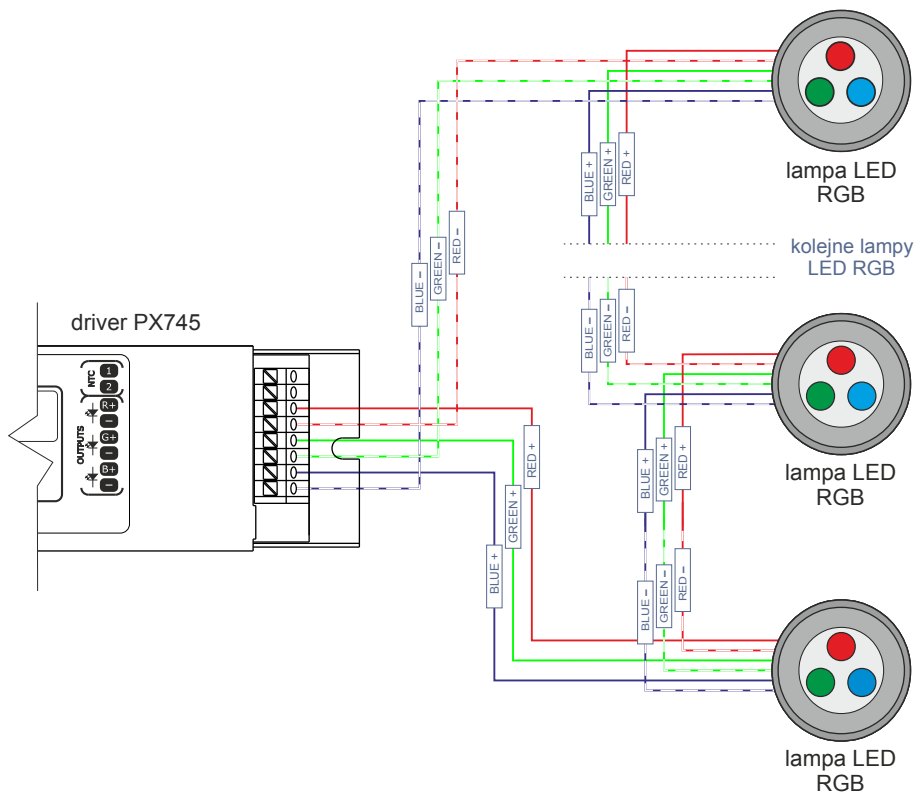 lampa LED
RGB
BLUE +
GREEN +
RED +
BLUE –
GREEN –
RED –
kolejne lampy
LED RGB
driver PX745
NTC
1
2
OUTPUTS
R+
–
G+
–
B+
–
BLUE –
GREEN –
RED –
lampa LED
RGB
RED +
GREEN +
BLUE +
BLUE +
GREEN +
RED +
BLUE –
GREEN –
RED –
lampa LED
RGB